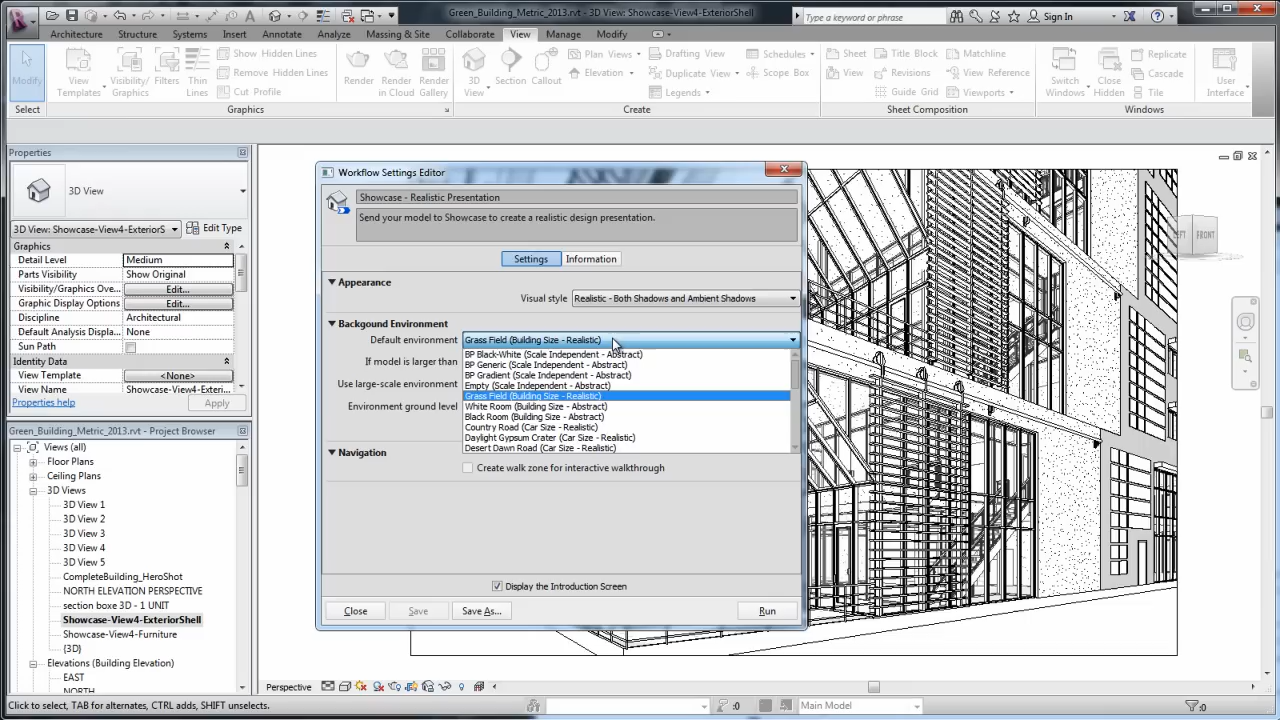 Green_Building_Metric_2013.rvt - 3D View: Showcase-View4-ExteriorShell
Type a keyword or phrase
Sign In
Architecture Structure Systems Insert Annotate Analyze Massing & Site Collaborate View Manage Modify
Modify
View Templates
Visibility/ Graphics
Filters
Thin Lines
Show Hidden Lines
Remove Hidden Lines
Cut Profile
Render
Render in Cloud
Render Gallery
3D View
Section
Callout
Plan Views
Elevation
Drafting View
Duplicate View
Legends
Schedules
Scope Box
Sheet
View
Title Block
Revisions
Guide Grid
Matchline
View Reference
Viewports
Switch Windows
Close Hidden
Replicate
Cascade
Tile
User Interface
Select Graphics Create Sheet Composition Windows
Properties
3D View
3D View: Showcase-View4-ExteriorS
Edit Type
Graphics
Detail Level Medium
Parts Visibility Show Original
Visibility/Graphics Ove... Edit...
Graphic Display Options Edit...
Discipline Architectural
Default Analysis Displa... None
Sun Path
Identity Data
View Template <None>
View Name Showcase-View4-Exteri...
Properties help
Apply
Green_Building_Metric_2013.rvt - Project Browser
Views (all)
Floor Plans
Ceiling Plans
3D Views
3D View 1
3D View 2
3D View 3
3D View 4
3D View 5
CompleteBuilding_HeroShot
NORTH ELEVATION PERSPECTIVE
section boxe 3D - 1 UNIT
Showcase-View4-ExteriorShell
Showcase-View4-Furniture
{3D}
Elevations (Building Elevation)
EAST
NORTH
Workflow Settings Editor
Showcase - Realistic Presentation
Send your model to Showcase to create a realistic design presentation.
Settings Information
Appearance
Visual style Realistic - Both Shadows and Ambient Shadows
Backgound Environment
Default environment Grass Field (Building Size - Realistic)
If model is larger than
Use large-scale environment
Environment ground level
BP Black-White (Scale Independent - Abstract)
BP Generic (Scale Independent - Abstract)
BP Gradient (Scale Independent - Abstract)
Empty (Scale Independent - Abstract)
Grass Field (Building Size - Realistic)
White Room (Building Size - Abstract)
Black Room (Building Size - Abstract)
Country Road (Car Size - Realistic)
Daylight Gypsum Crater (Car Size - Realistic)
Desert Dawn Road (Car Size - Realistic)
Navigation
Create walk zone for interactive walkthrough
Display the Introduction Screen
Close Save Save As... Run
FRONT
Perspective
Click to select, TAB for alternates, CTRL adds, SHIFT unselects.
:0
Main Model
:0